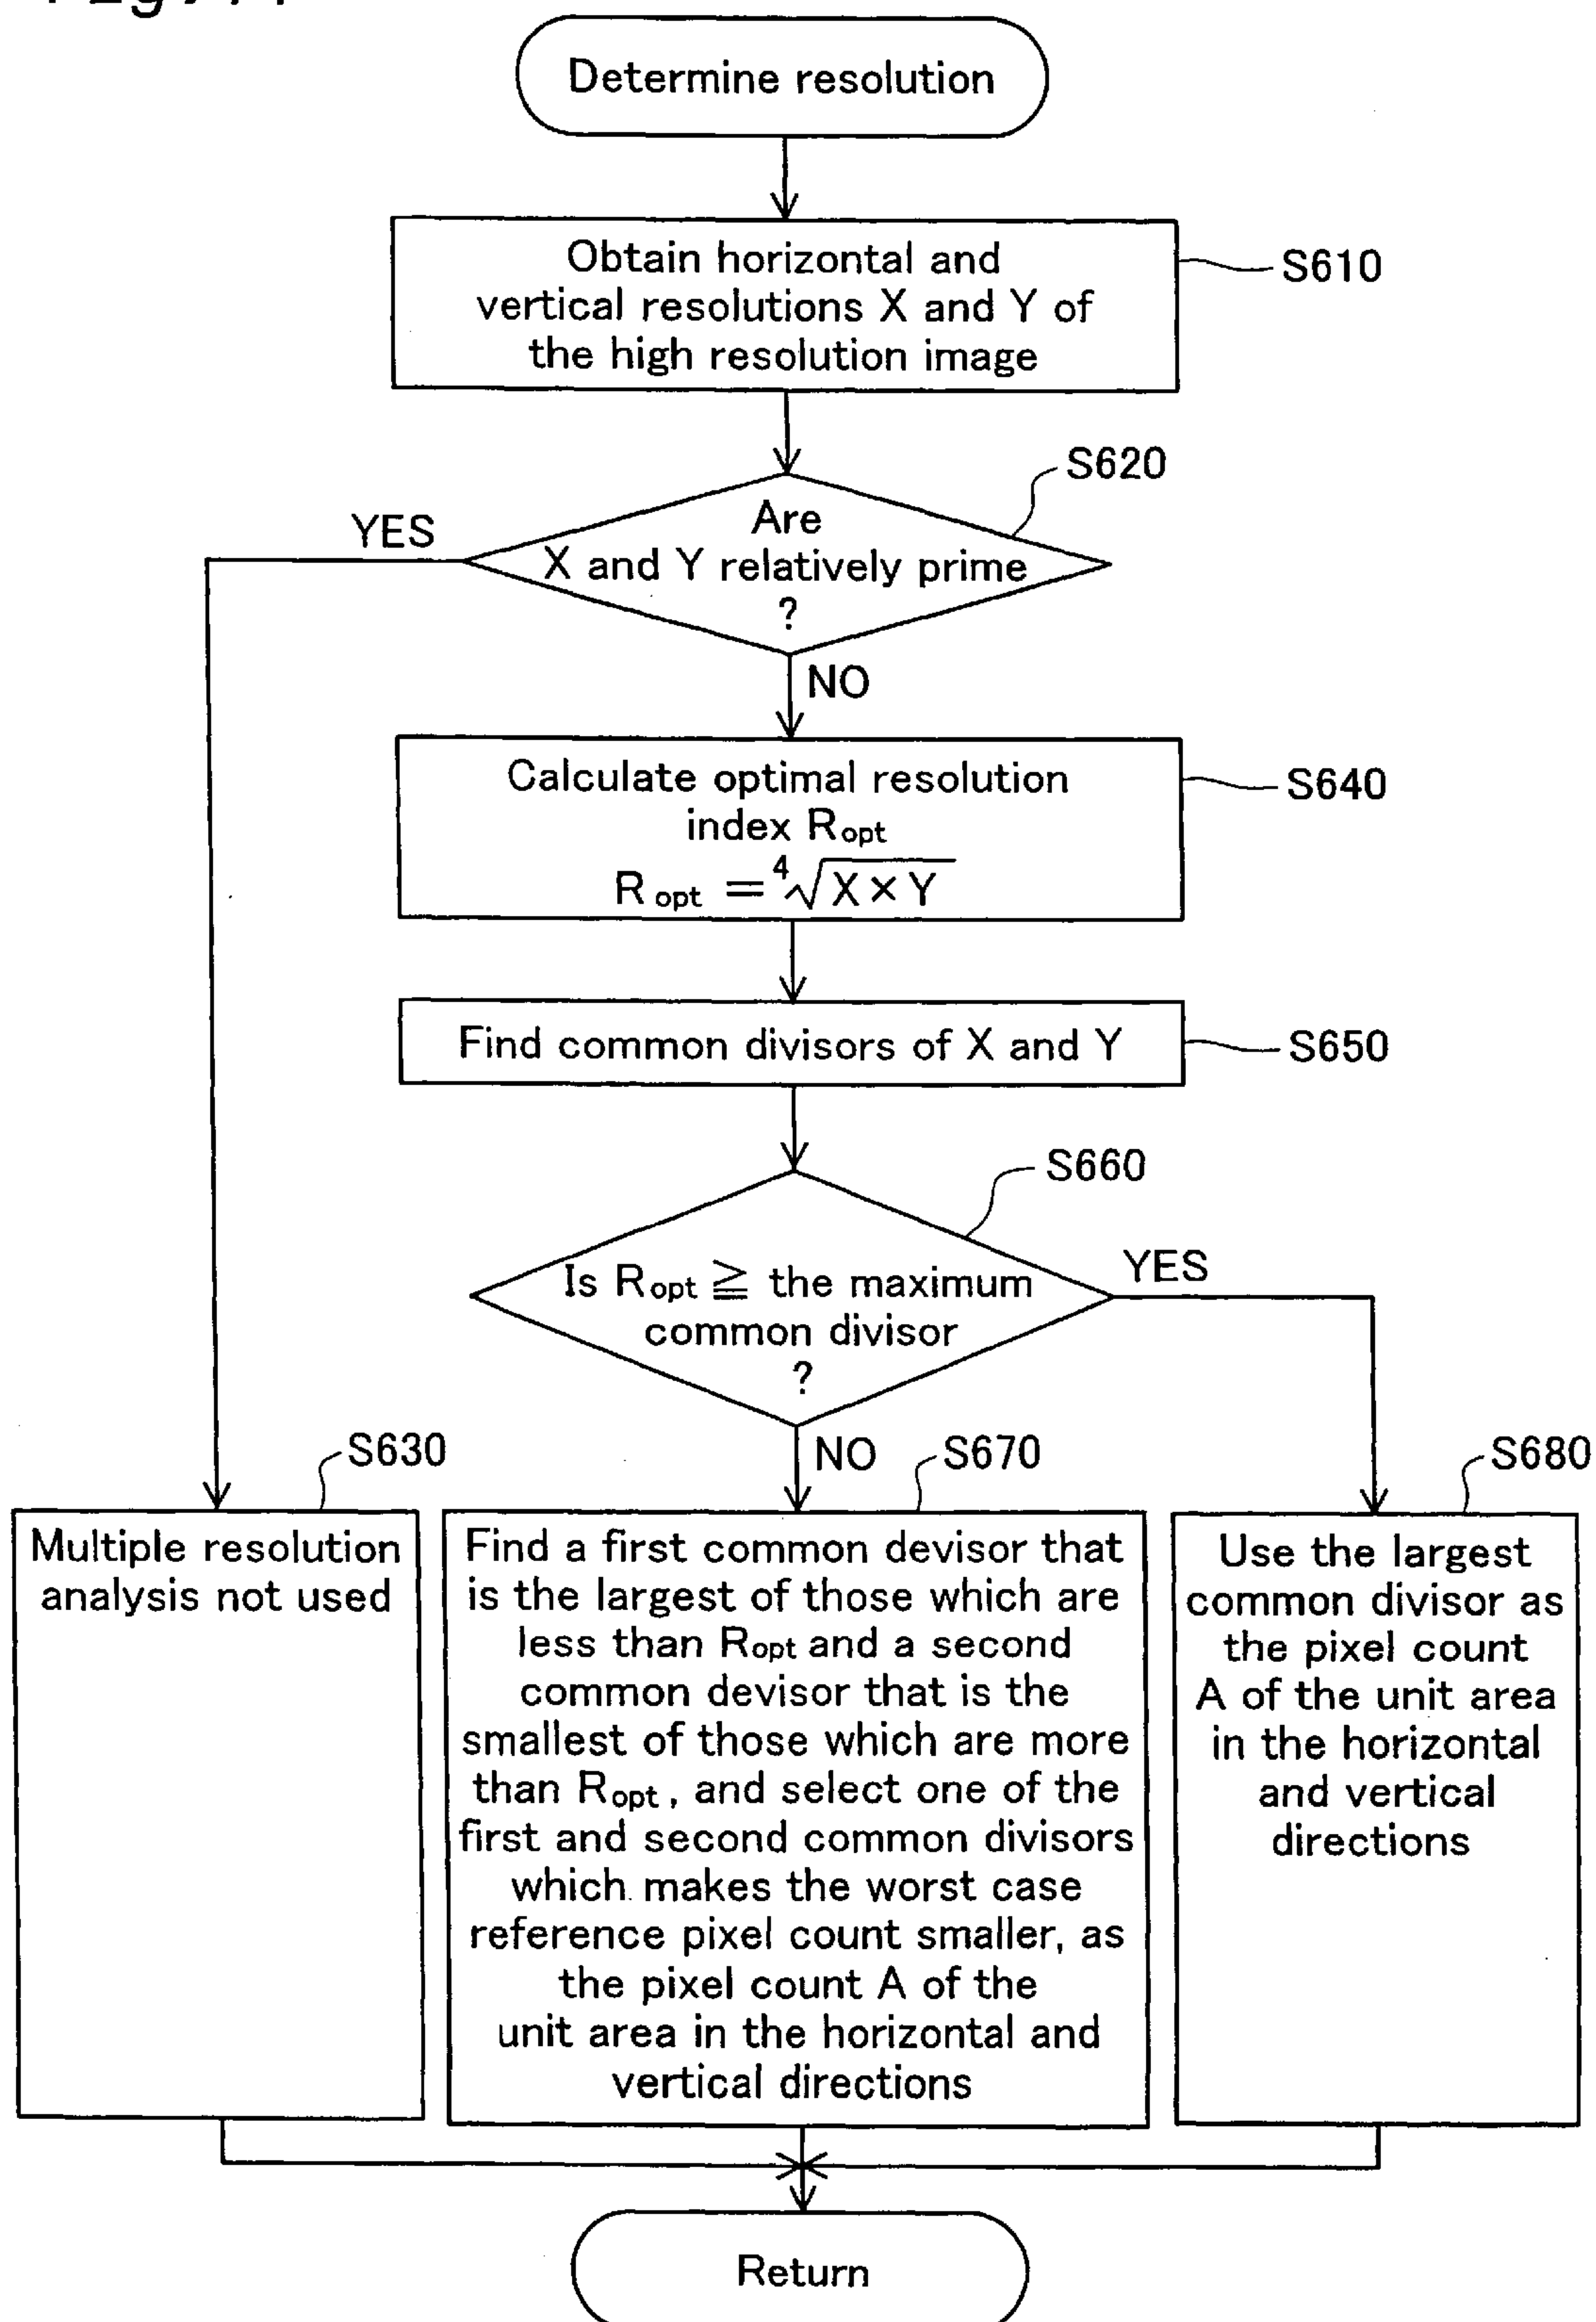 Determine resolution
Obtain horizontal and
vertical resolutions X and Y of
the high resolution image
S610
S620
Are
X and Y relatively prime
?
YES
NO
Calculate optimal resolution
index Ropt
Ropt = ⁴√X × Y
S640
Find common divisors of X and Y
S650
S660
Is Ropt ≧ the maximum
common divisor
?
YES
NO
S630
Multiple resolution
analysis not used
S670
Find a first common devisor that
is the largest of those which are
less than Ropt and a second
common devisor that is the
smallest of those which are more
than Ropt, and select one of the
first and second common divisors
which makes the worst case
reference pixel count smaller, as
the pixel count A of the
unit area in the horizontal and
vertical directions
S680
Use the largest
common divisor as
the pixel count
A of the unit area
in the horizontal
and vertical
directions
Return